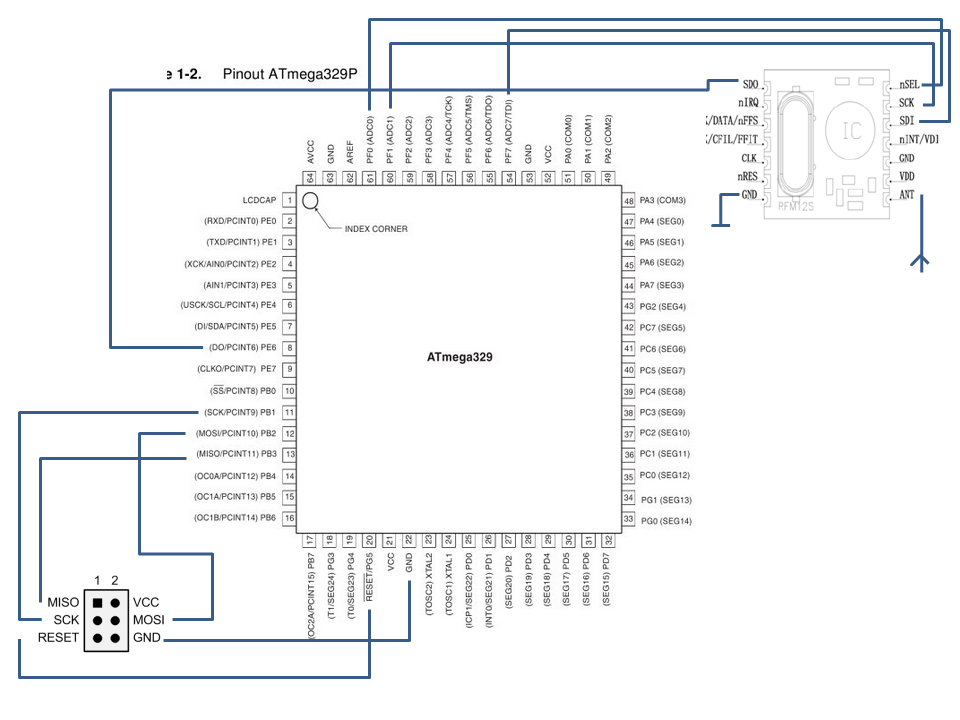 e 1-2. Pinout ATmega329P
SDO
nIRQ
/DATA/nFFS
/CFIL/FFIT
CLK
nRES
GND
nSEL
SCK
SDI
nINT/VDI
GND
VDD
ANT
IC
RFM12S
AVCC
GND
AREF
PF0 (ADC0)
PF1 (ADC1)
PF2 (ADC2)
PF3 (ADC3)
PF4 (ADC4/TCK)
PF5 (ADC5/TMS)
PF6 (ADC6/TDO)
PF7 (ADC7/TDI)
GND
VCC
PA0 (COM0)
PA1 (COM1)
PA2 (COM2)
64 63 62 61 60 59 58 57 56 55 54 53 52 51 50 49
LCDCAP 1
(RXD/PCINT0) PE0 2
(TXD/PCINT1) PE1 3
(XCK/AIN0/PCINT2) PE2 4
(AIN1/PCINT3) PE3 5
(USCK/SCL/PCINT4) PE4 6
(DI/SDA/PCINT5) PE5 7
(DO/PCINT6) PE6 8
(CLKO/PCINT7) PE7 9
(SS/PCINT8) PB0 10
(SCK/PCINT9) PB1 11
(MOSI/PCINT10) PB2 12
(MISO/PCINT11) PB3 13
(OC0A/PCINT12) PB4 14
(OC1A/PCINT13) PB5 15
(OC1B/PCINT14) PB6 16
INDEX CORNER
ATmega329
48 PA3 (COM3)
47 PA4 (SEG0)
46 PA5 (SEG1)
45 PA6 (SEG2)
44 PA7 (SEG3)
43 PG2 (SEG4)
42 PC7 (SEG5)
41 PC6 (SEG6)
40 PC5 (SEG7)
39 PC4 (SEG8)
38 PC3 (SEG9)
37 PC2 (SEG10)
36 PC1 (SEG11)
35 PC0 (SEG12)
34 PG1 (SEG13)
33 PG0 (SEG14)
17 18 19 20 21 22 23 24 25 26 27 28 29 30 31 32
(OC2A/PCINT15) PB7
(T1/SEG24) PG3
(T0/SEG23) PG4
RESET/PG5
VCC
GND
(TOSC2) XTAL2
(TOSC1) XTAL1
(ICP1/SEG22) PD0
(INT0/SEG21) PD1
(SEG20) PD2
(SEG19) PD3
(SEG18) PD4
(SEG17) PD5
(SEG16) PD6
(SEG15) PD7
1 2
MISO VCC
SCK MOSI
RESET GND